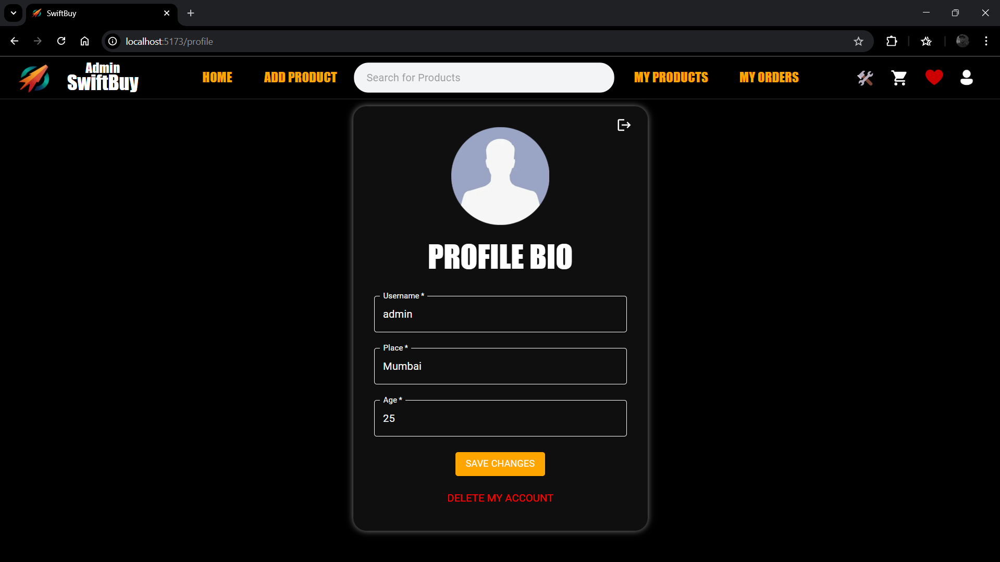 SwiftBuy
localhost:5173/profile
Admin
SwiftBuy
HOME
ADD PRODUCT
Search for Products
MY PRODUCTS
MY ORDERS
PROFILE BIO
Username *
admin
Place *
Mumbai
Age *
25
SAVE CHANGES
DELETE MY ACCOUNT